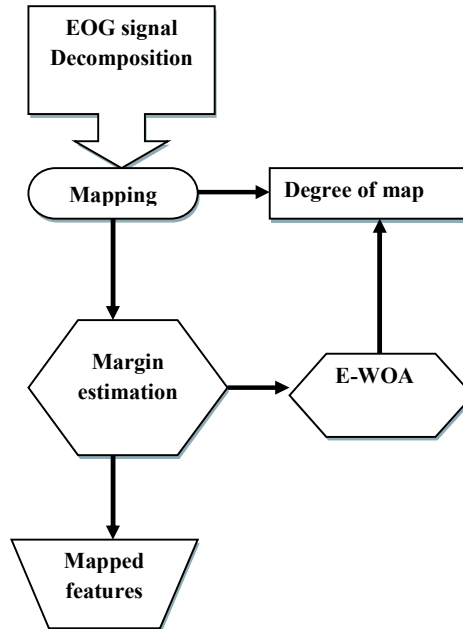 EOG signal
Decomposition
Mapping
Degree of map
Margin
estimation
E-WOA
Mapped
features